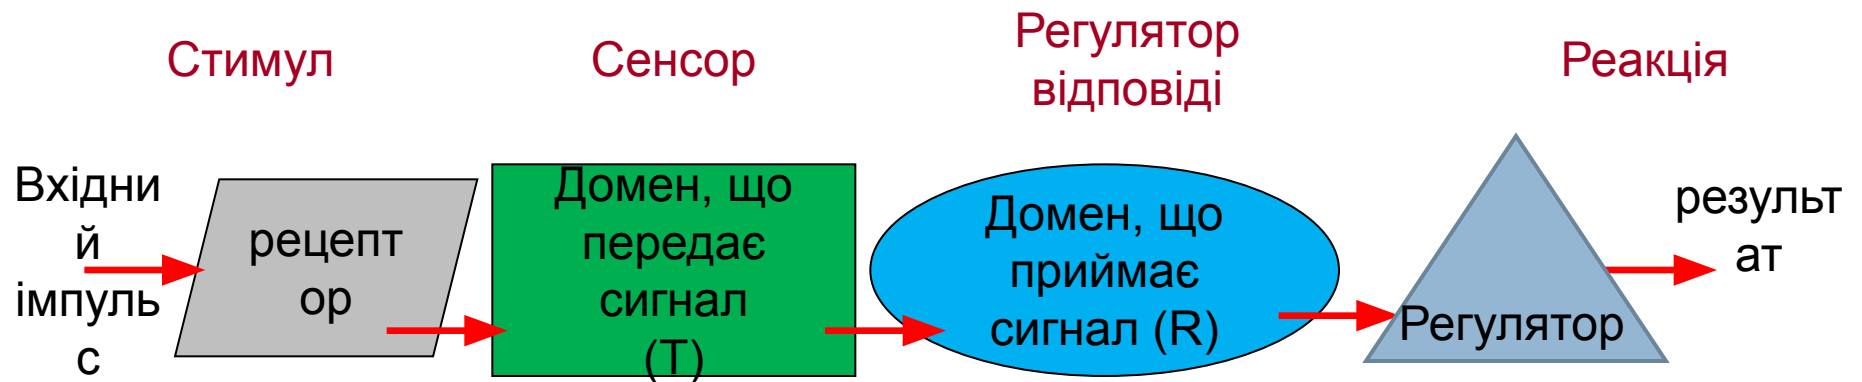 Стимул
Сенсор
Регулятор
відповіді
Реакція
Вхідни
й
імпуль
с
рецепт
ор
Домен, що
передає
сигнал
(Т)
Домен, що
приймає
сигнал (R)
Регулятор
результ
ат